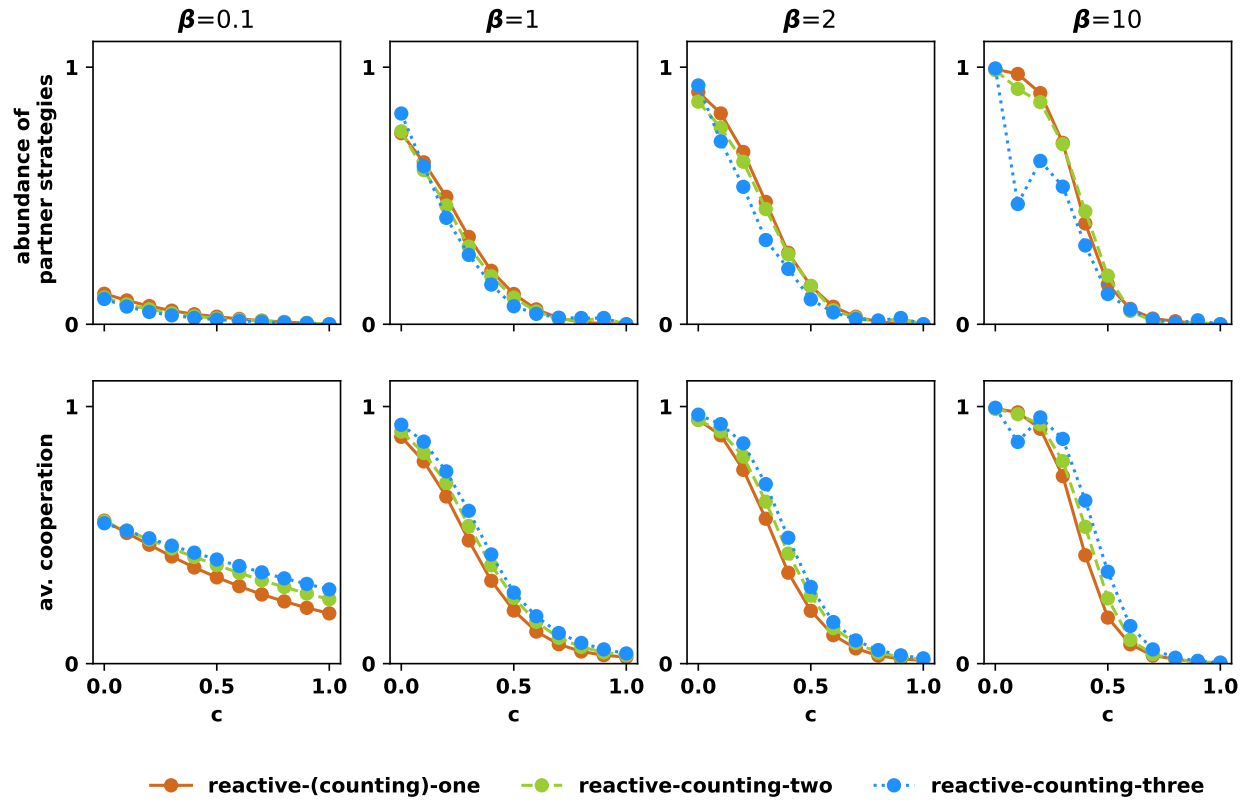 β=0.1
β=1
β=2
β=10
abundance of
partner strategies
1
0
1
0
1
0
1
0
av. cooperation
1
0
1
0
1
0
1
0
0.0 0.5 1.0
0.0 0.5 1.0
0.0 0.5 1.0
0.0 0.5 1.0
c
c
c
c
reactive-(counting)-one
reactive-counting-two
reactive-counting-three